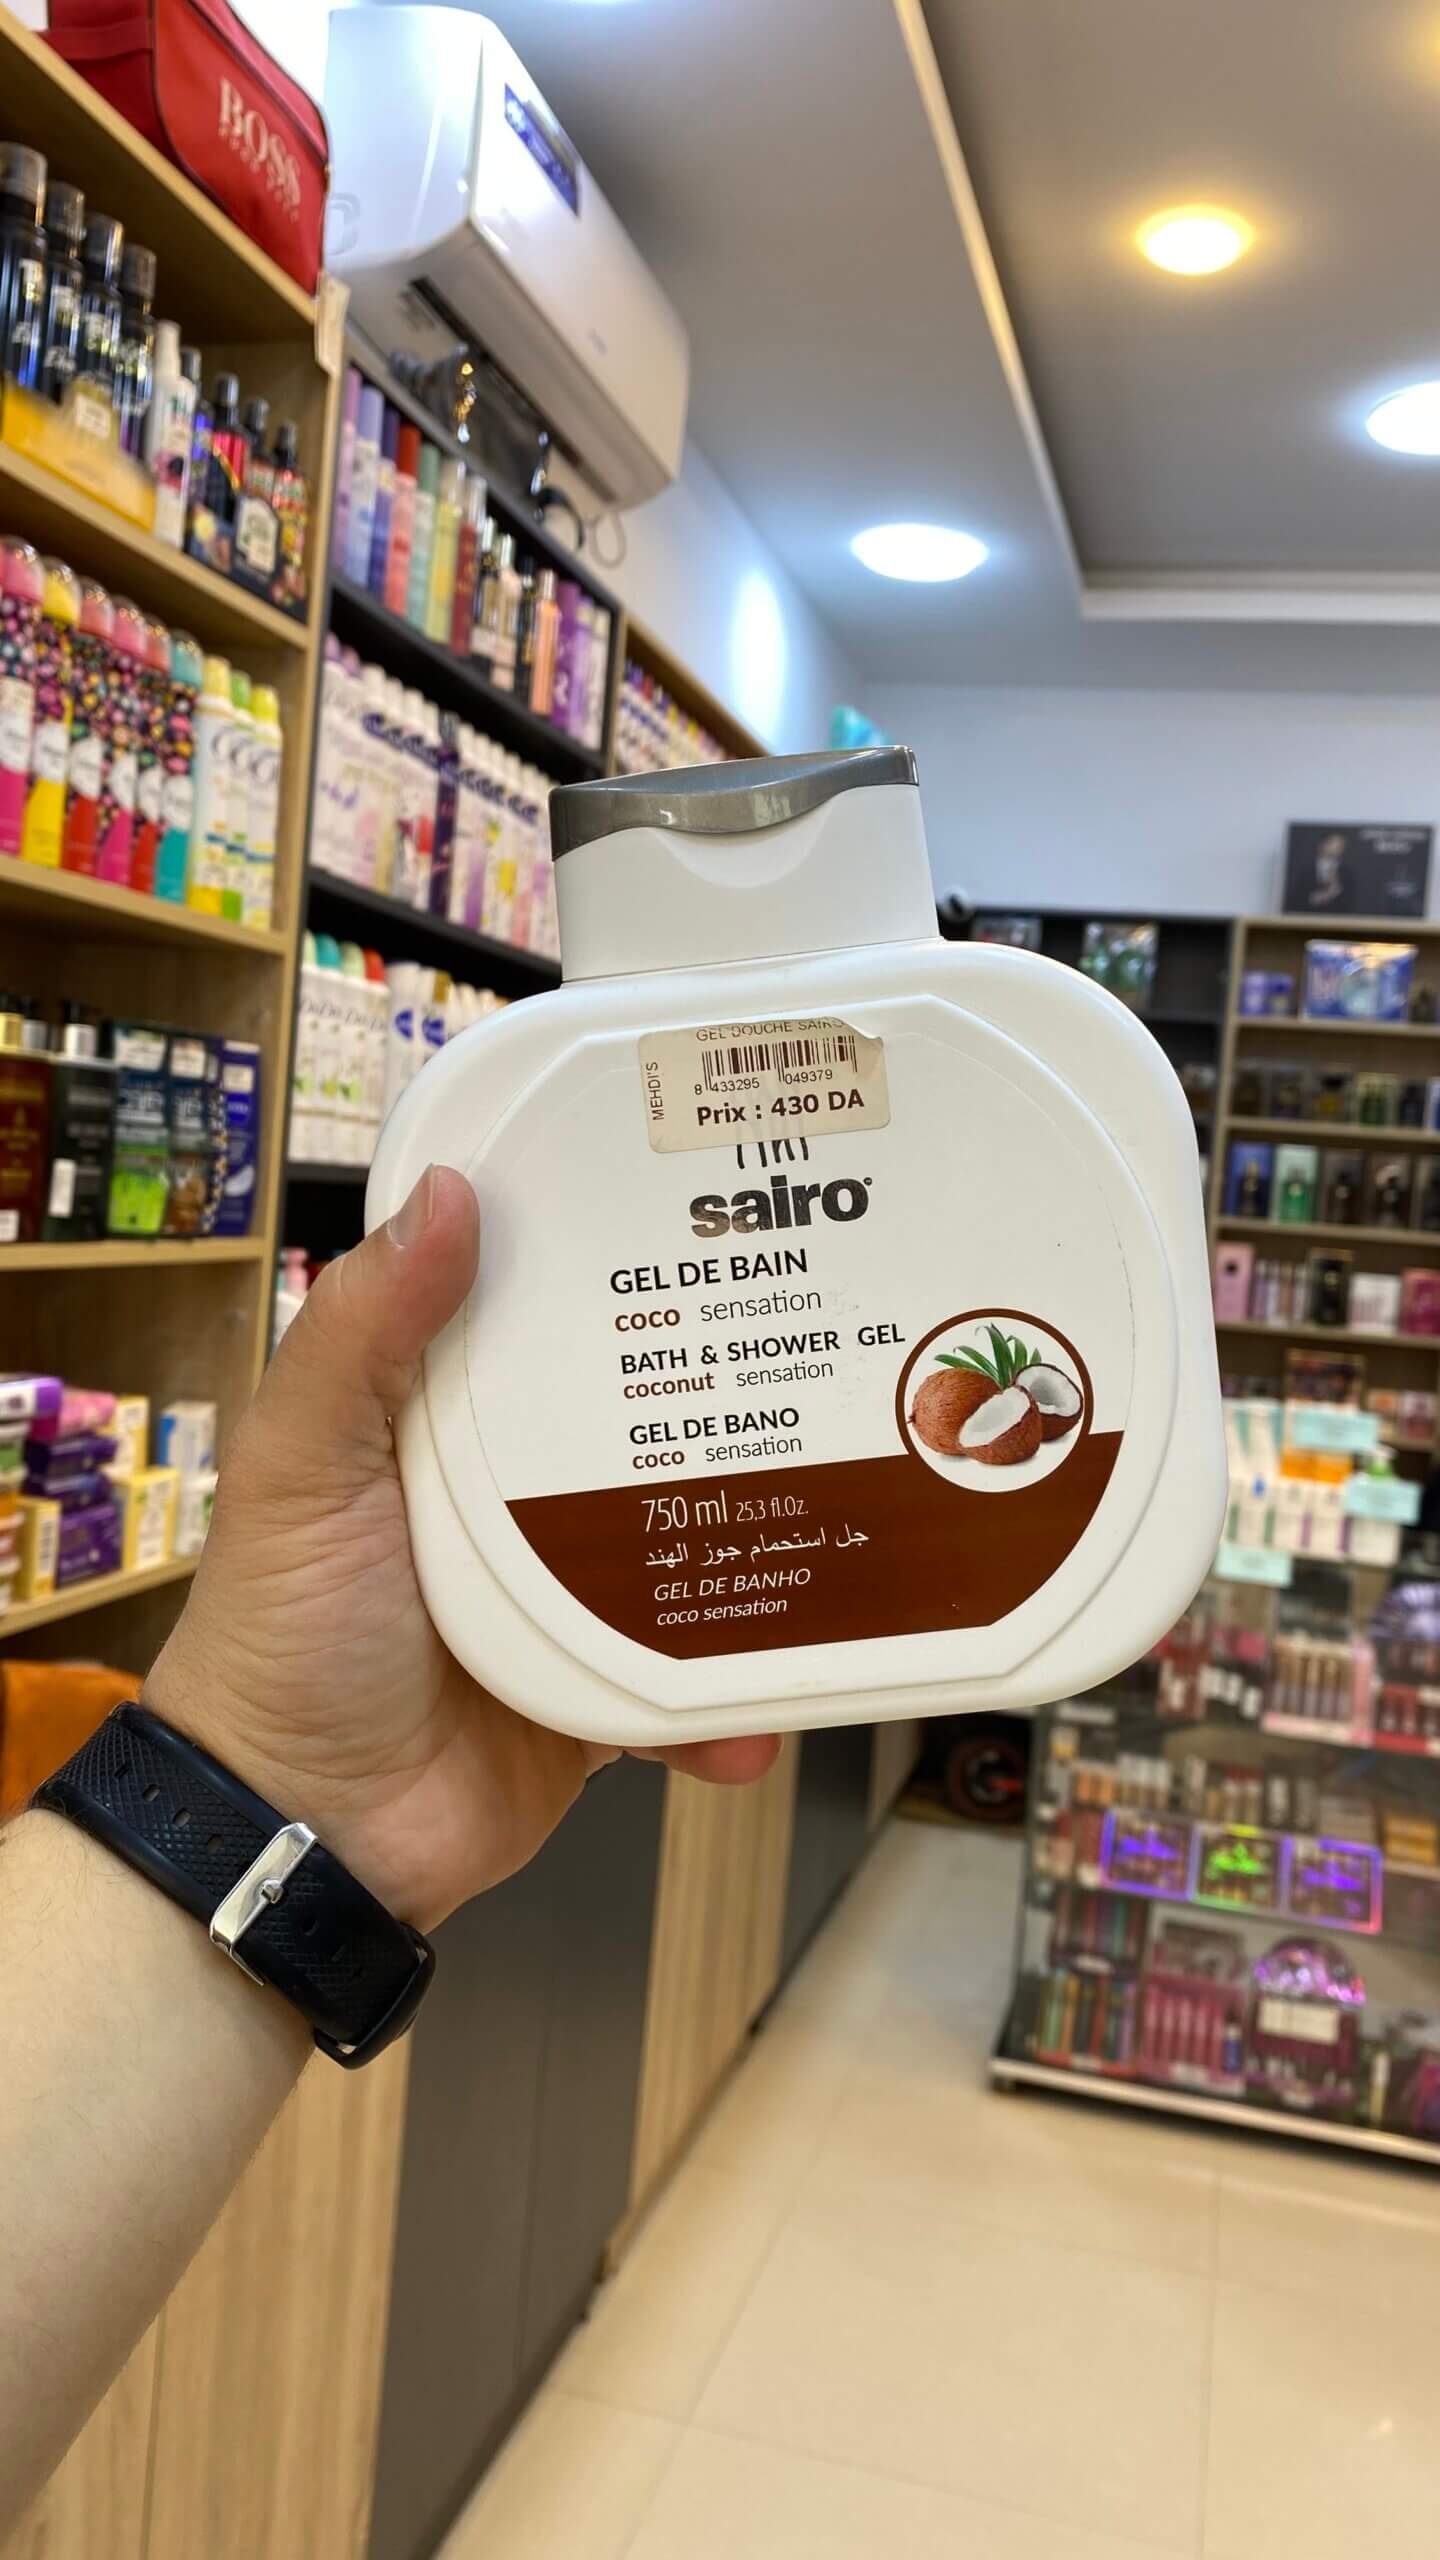 BOSS
GEL DOUCHE SAIRO
MEHDI'S
8 433295 049379
Prix : 430 DA
sairo
GEL DE BAIN
coco sensation
BATH & SHOWER GEL
coconut sensation
GEL DE BANO
coco sensation
750 ml 25,3 fl.Oz.
جل استحمام جوز الهند
GEL DE BANHO
coco sensation